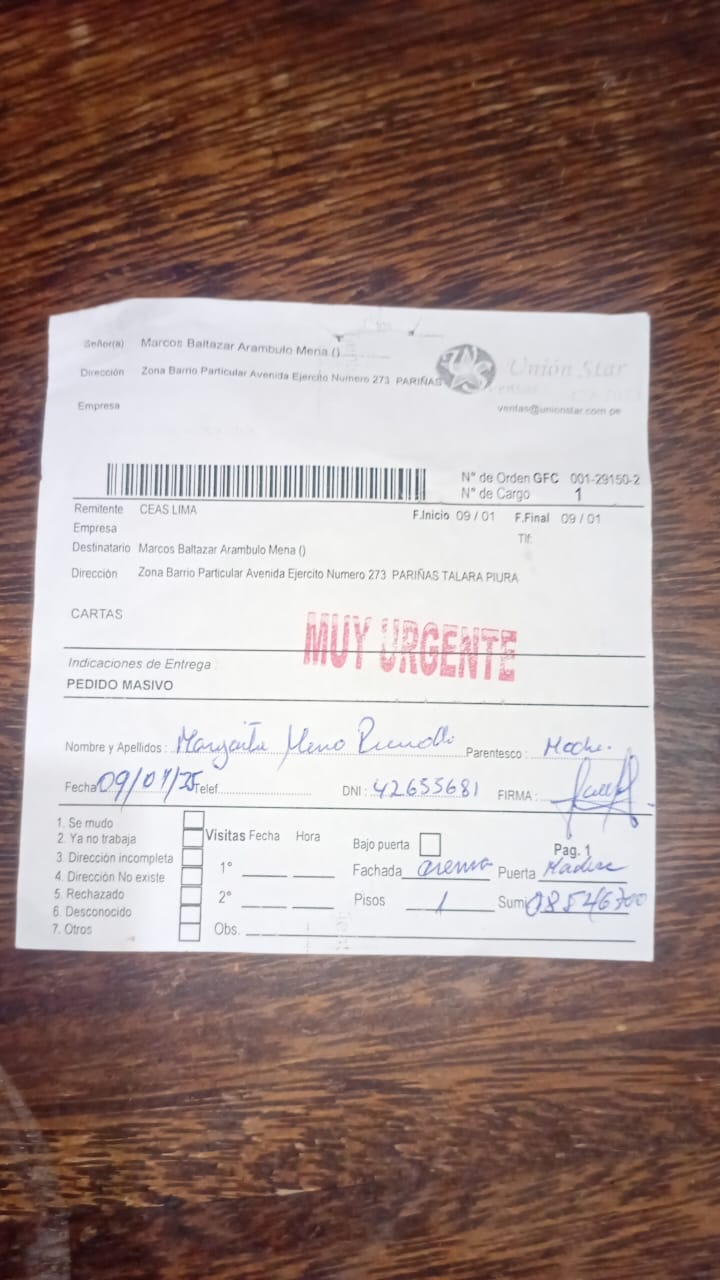 Señor(a) Marcos Baltazar Arambulo Mena ()
Dirección Zona Barrio Particular Avenida Ejercito Numero 273 PARIÑAS
Unión Star
Empresa
ventas@unionstar.com.pe
N° de Orden GFC 001-29150-2
N° de Cargo 1
Remitente CEAS LIMA
F.Inicio 09 / 01 F.Final 09 / 01
Empresa
Tlf:
Destinatario Marcos Baltazar Arambulo Mena ()
Dirección Zona Barrio Particular Avenida Ejercito Numero 273 PARIÑAS TALARA PIURA
CARTAS
MUY URGENTE
Indicaciones de Entrega
PEDIDO MASIVO
Nombre y Apellidos : Margarita Meno Parentesco : Madre.
Fecha 09/01/25 Telef. DNI : 42655681 FIRMA :
1. Se mudo
2. Ya no trabaja
3. Dirección incompleta
4. Dirección No existe
5. Rechazado
6. Desconocido
7. Otros
Visitas Fecha Hora
1°
2°
Obs.
Bajo puerta
Pag. 1
Fachada crema Puerta Madera
Pisos 1 Sumi 08546700